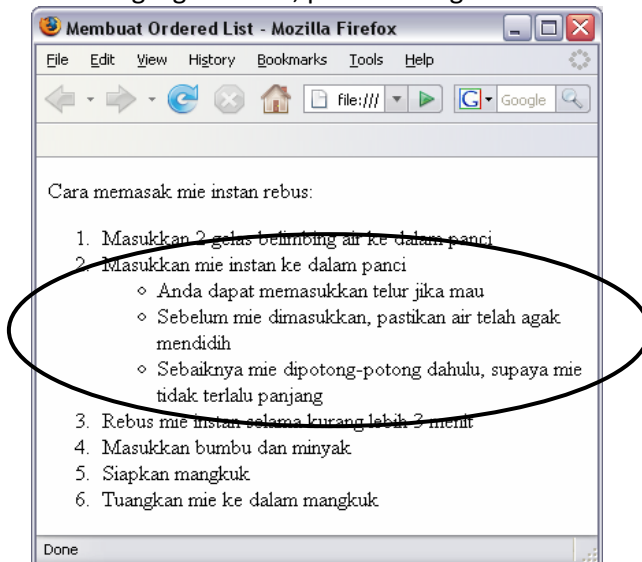 Membuat Ordered List - Mozilla Firefox
File Edit View History Bookmarks Tools Help
file:/// G Google
Cara memasak mie instan rebus:
1. Masukkan 2 gelas belimbing air ke dalam panci
2. Masukkan mie instan ke dalam panci
Anda dapat memasukkan telur jika mau
Sebelum mie dimasukkan, pastikan air telah agak
mendidih
Sebaiknya mie dipotong-potong dahulu, supaya mie
tidak terlalu panjang
3. Rebus mie instan selama kurang lebih 3 menit
4. Masukkan bumbu dan minyak
5. Siapkan mangkuk
6. Tuangkan mie ke dalam mangkuk
Done